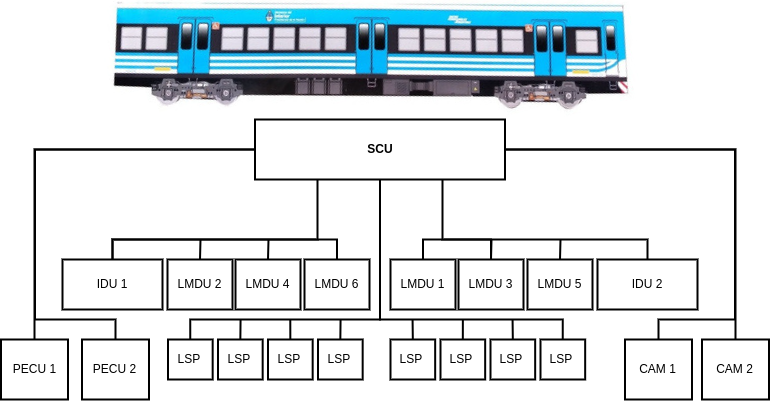 SCU
IDU 1
LMDU 2
LMDU 4
LMDU 6
LMDU 1
LMDU 3
LMDU 5
IDU 2
PECU 1
PECU 2
LSP
LSP
LSP
LSP
LSP
LSP
LSP
LSP
CAM 1
CAM 2